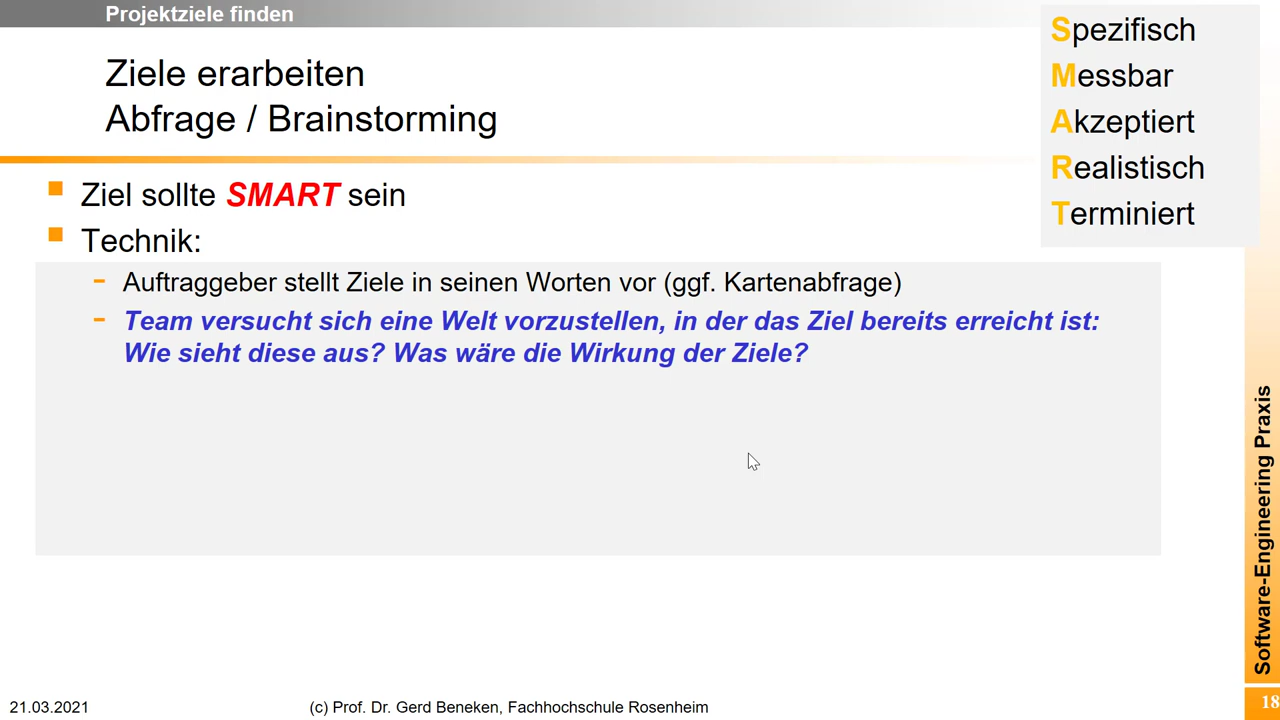 Projektziele finden
Ziele erarbeiten
Abfrage / Brainstorming
Spezifisch
Messbar
Akzeptiert
Realistisch
Terminiert
Ziel sollte SMART sein
Technik:
- Auftraggeber stellt Ziele in seinen Worten vor (ggf. Kartenabfrage)
- Team versucht sich eine Welt vorzustellen, in der das Ziel bereits erreicht ist:
Wie sieht diese aus? Was wäre die Wirkung der Ziele?
Software-Engineering Praxis
21.03.2021
(c) Prof. Dr. Gerd Beneken, Fachhochschule Rosenheim
18